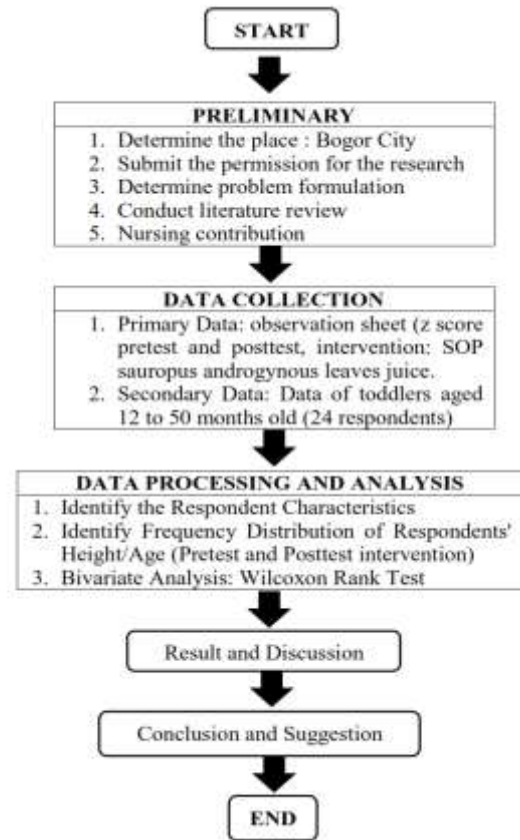 START
PRELIMINARY
1. Determine the place : Bogor City
2. Submit the permission for the research
3. Determine problem formulation
4. Conduct literature review
5. Nursing contribution
DATA COLLECTION
1. Primary Data: observation sheet (z score
pretest and posttest, intervention: SOP
sauropus androgynous leaves juice.
2. Secondary Data: Data of toddlers aged
12 to 50 months old (24 respondents)
DATA PROCESSING AND ANALYSIS
1. Identify the Respondent Characteristics
2. Identify Frequency Distribution of Respondents'
Height/Age (Pretest and Posttest intervention)
3. Bivariate Analysis: Wilcoxon Rank Test
Result and Discussion
Conclusion and Suggestion
END